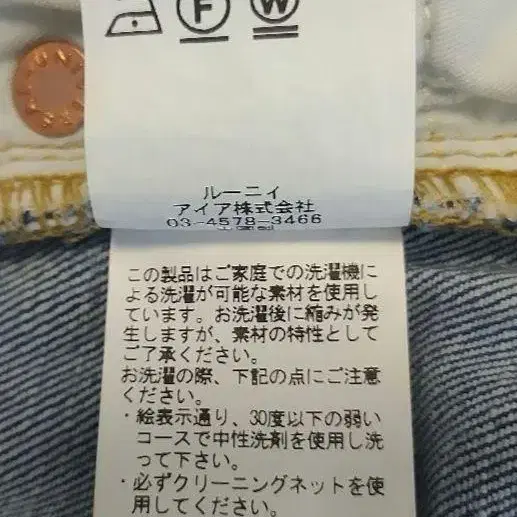 F
W
ルーニィ
アイア株式会社
03-4578-3466
この製品はご家庭での洗濯機に
よる洗濯が可能な素材を使用し
ています。お洗濯後に縮みが発
生しますが、素材の特性として
ご了承ください。
お洗濯の際、下記の点にご注意
ください。
・絵表示通り、30度以下の弱い
コースで中性洗剤を使用し洗
って下さい。
・必ずクリーニングネットを使
用してください。